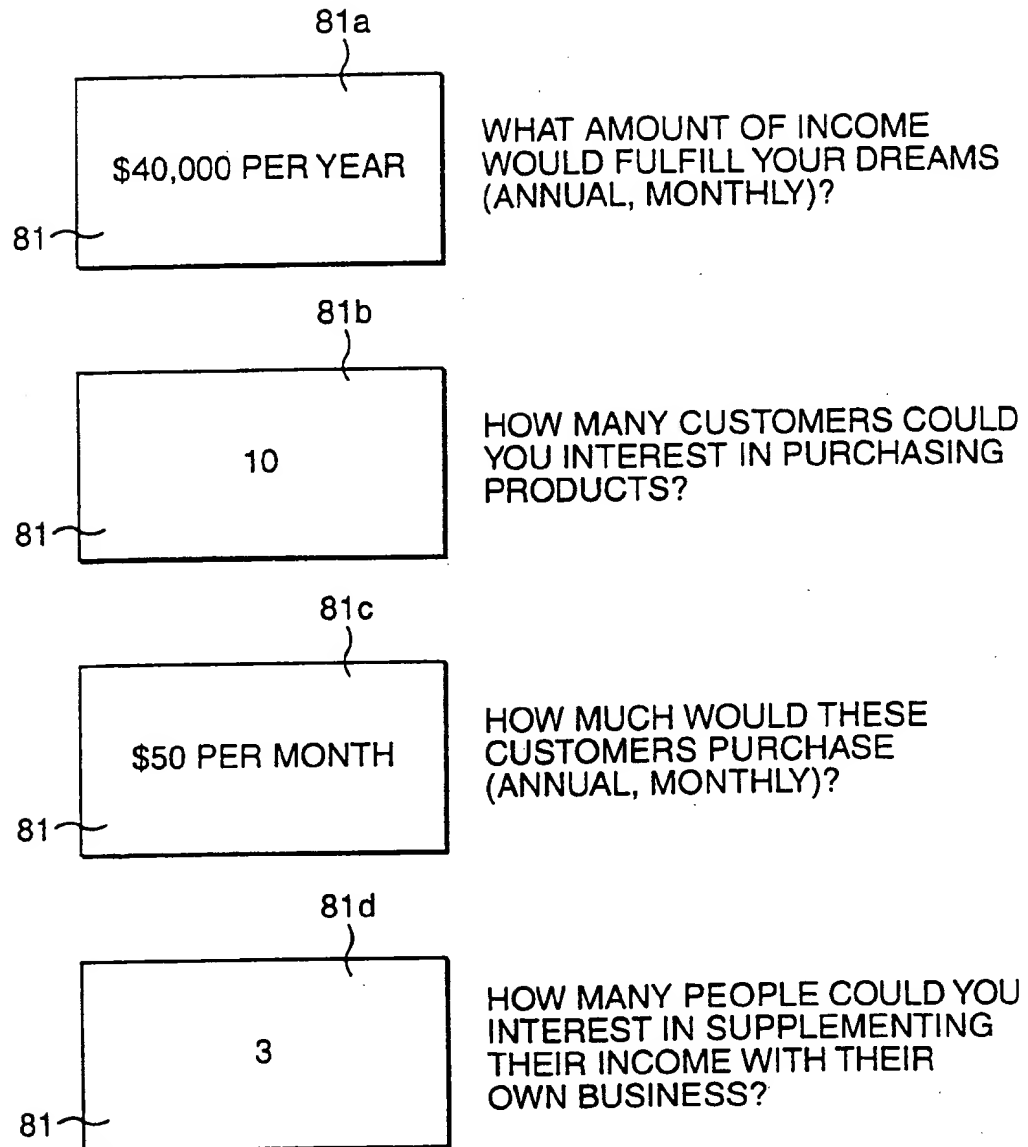 81a
$40,000 PER YEAR
81
WHAT AMOUNT OF INCOME
WOULD FULFILL YOUR DREAMS
(ANNUAL, MONTHLY)?
81b
10
81
HOW MANY CUSTOMERS COULD
YOU INTEREST IN PURCHASING
PRODUCTS?
81c
$50 PER MONTH
81
HOW MUCH WOULD THESE
CUSTOMERS PURCHASE
(ANNUAL, MONTHLY)?
81d
3
81
HOW MANY PEOPLE COULD YOU
INTEREST IN SUPPLEMENTING
THEIR INCOME WITH THEIR
OWN BUSINESS?